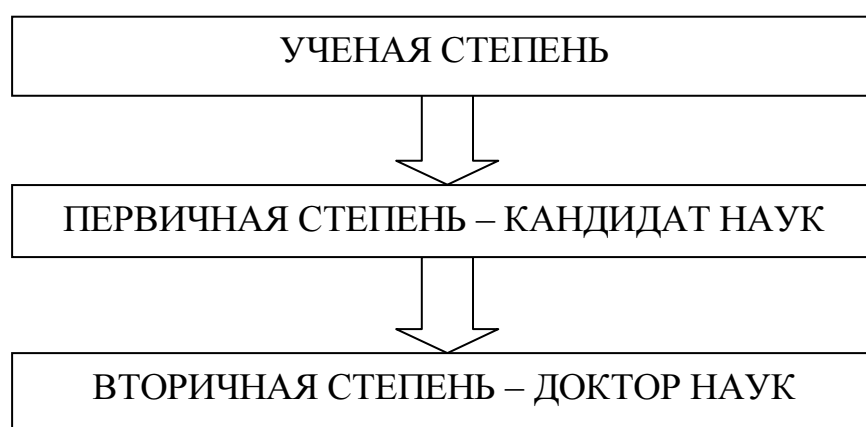 УЧЕНАЯ СТЕПЕНЬ
ПЕРВИЧНАЯ СТЕПЕНЬ – КАНДИДАТ НАУК
ВТОРИЧНАЯ СТЕПЕНЬ – ДОКТОР НАУК